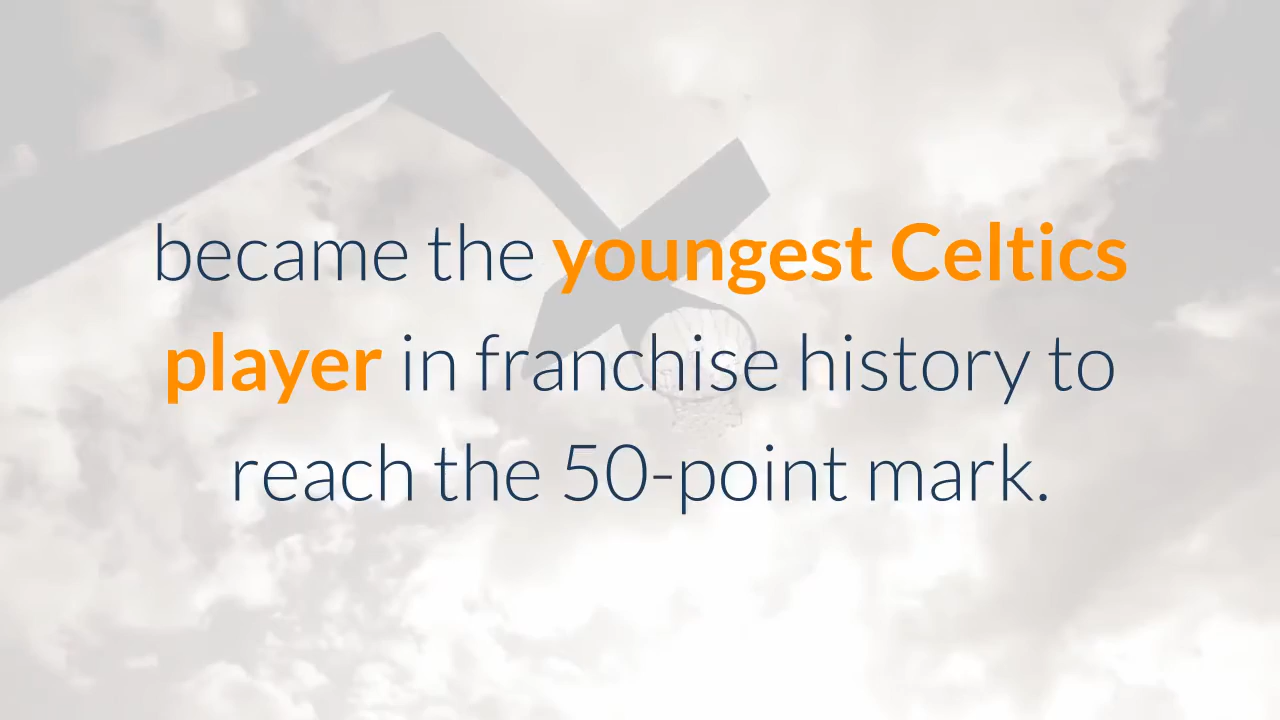 became the youngest Celtics
player in franchise history to
reach the 50-point mark.